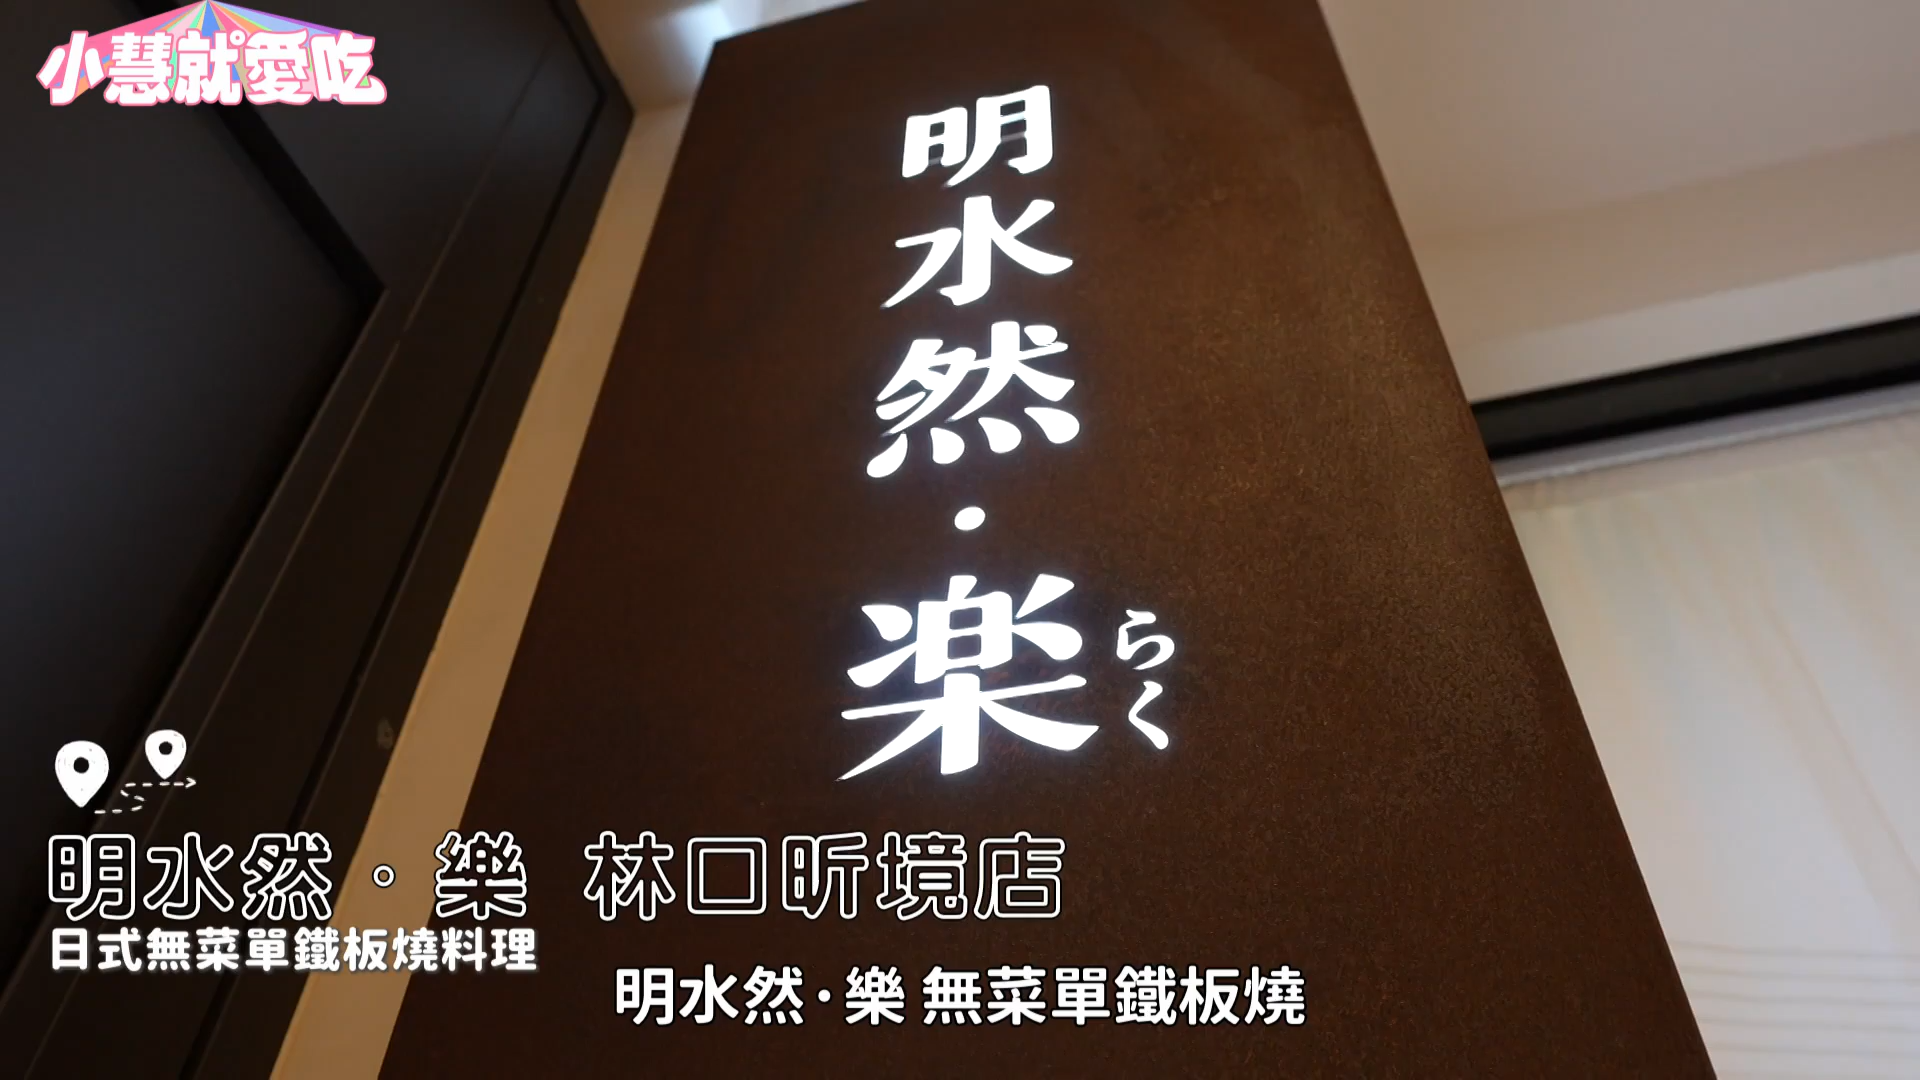 小慧就愛吃
明水然・楽
らく
明水然・樂 林口昕境店
日式無菜單鐵板燒料理
明水然·樂 無菜單鐵板燒